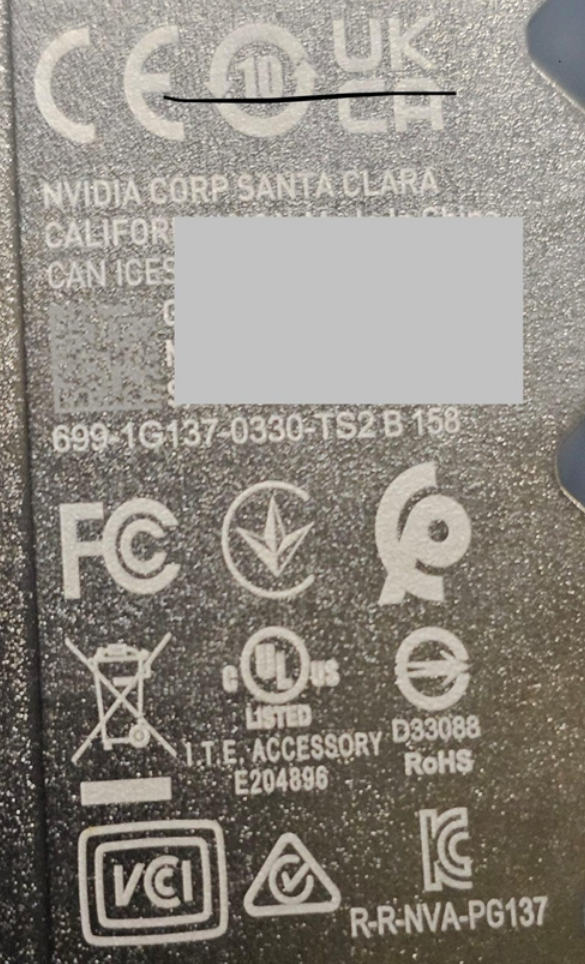 CE 10 UK
CA
NVIDIA CORP SANTA CLARA
CAN ICES
699-1G137-0330-TS2 B 158
FC
C UL US
LISTED
I.T.E. ACCESSORY
E204896
D33088
RoHS
VCI
R-R-NVA-PG137